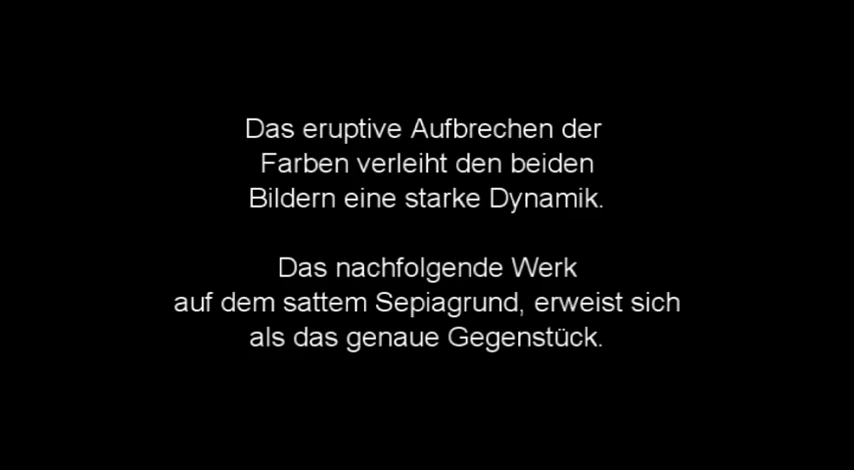 Das eruptive Aufbrechen der
Farben verleiht den beiden
Bildern eine starke Dynamik.
Das nachfolgende Werk
auf dem sattem Sepiagrund, erweist sich
als das genaue Gegenstück.